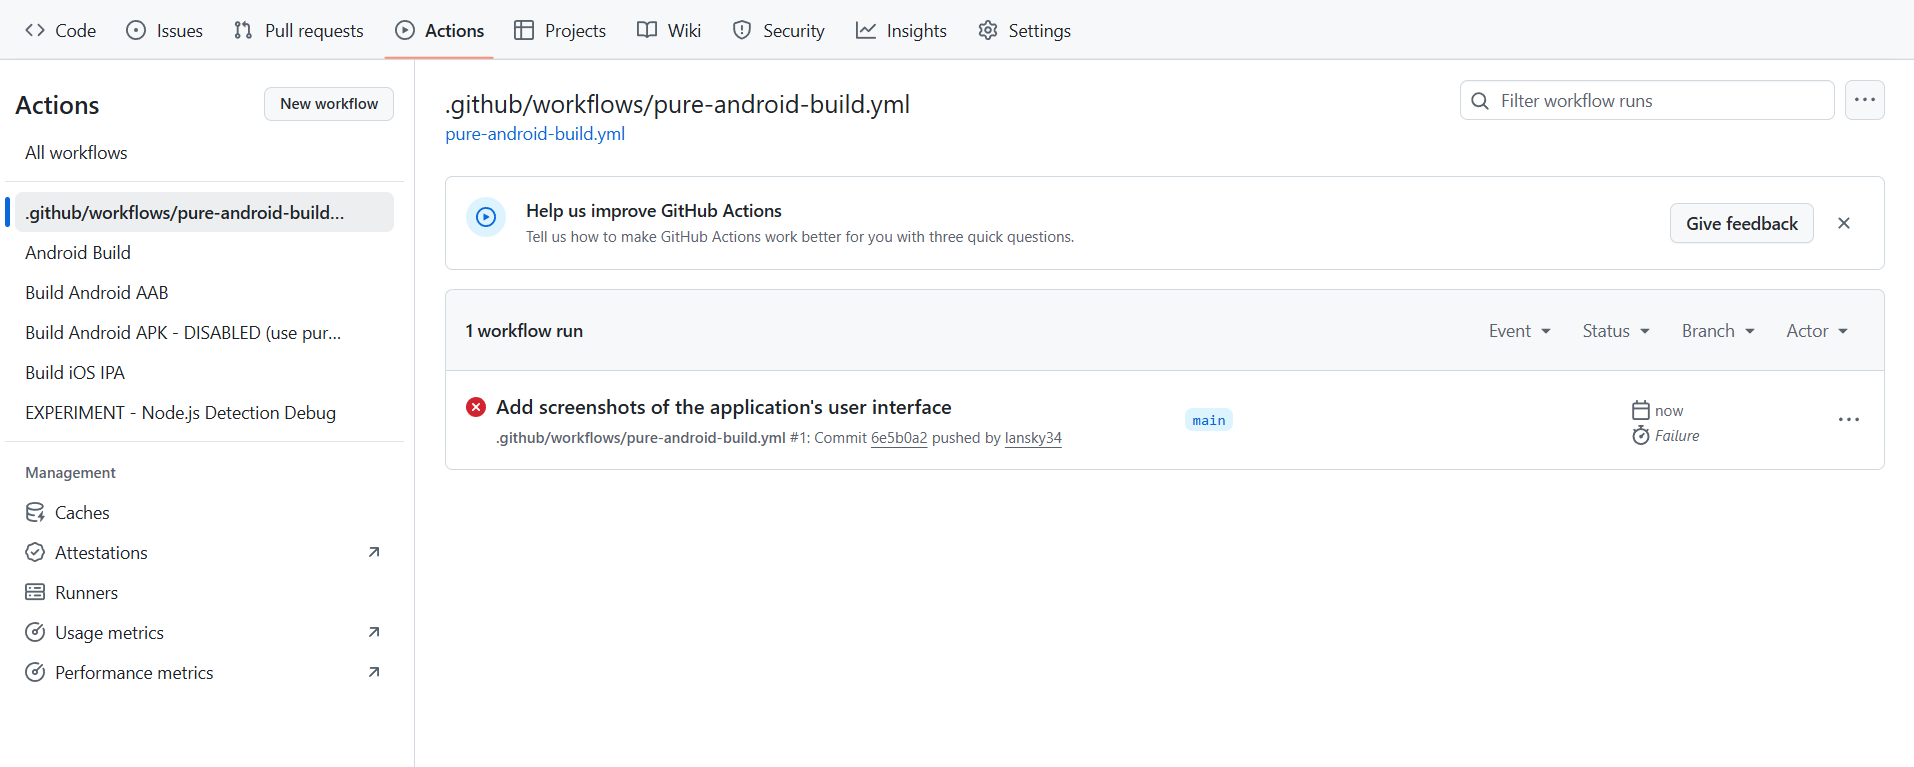 Code Issues Pull requests Actions Projects Wiki Security Insights Settings
Actions
New workflow
All workflows
.github/workflows/pure-android-build...
Android Build
Build Android AAB
Build Android APK - DISABLED (use pur...
Build iOS IPA
EXPERIMENT - Node.js Detection Debug
Management
Caches
Attestations
Runners
Usage metrics
Performance metrics
.github/workflows/pure-android-build.yml
pure-android-build.yml
Filter workflow runs
Help us improve GitHub Actions
Tell us how to make GitHub Actions work better for you with three quick questions.
Give feedback
1 workflow run
Event Status Branch Actor
Add screenshots of the application's user interface
.github/workflows/pure-android-build.yml #1: Commit 6e5b0a2 pushed by lansky34
main
now
Failure